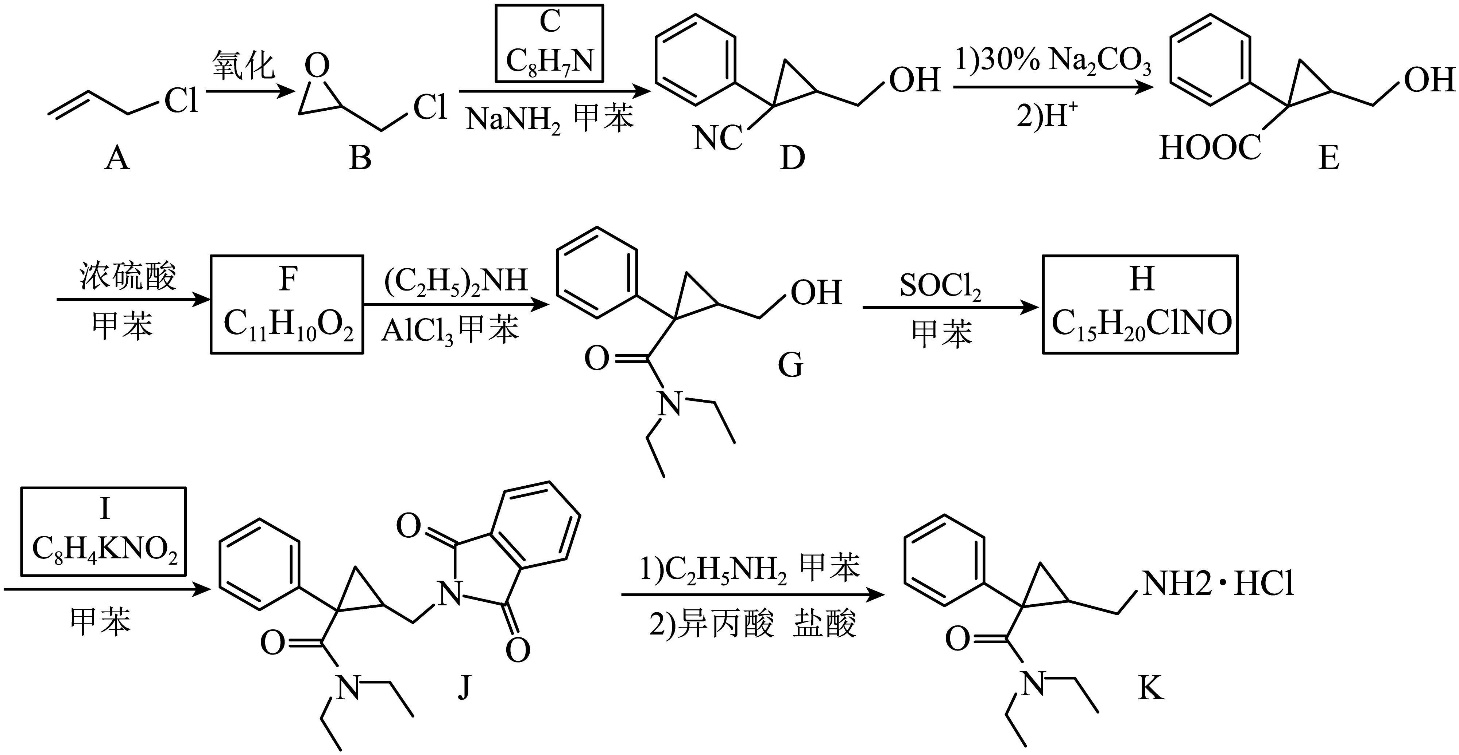 C
C₈H₇N
氧化
O
Cl
Cl
NaNH₂ 甲苯
OH
NC
1)30% Na₂CO₃
2)H⁺
OH
HOOC
A
B
D
E
浓硫酸
甲苯
F
C₁₁H₁₀O₂
(C₂H₅)₂NH
AlCl₃甲苯
OH
O
N
G
SOCl₂
甲苯
H
C₁₅H₂₀ClNO
I
C₈H₄KNO₂
甲苯
O
N
O
O
N
J
1)C₂H₅NH₂ 甲苯
2)异丙酸 盐酸
NH2·HCl
O
N
K